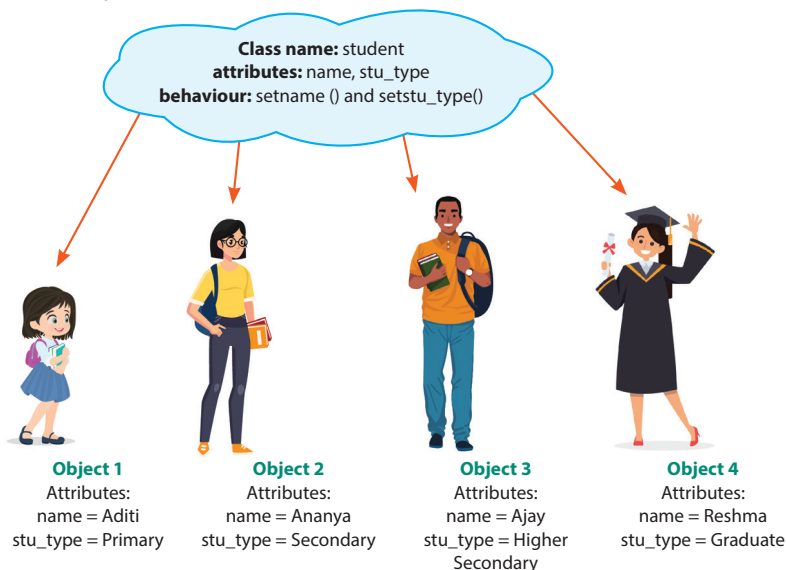 Class name: student
attributes: name, stu_type
behaviour: setname () and setstu_type()
Object 1
Attributes:
name = Aditi
stu_type = Primary
Object 2
Attributes:
name = Ananya
stu_type = Secondary
Object 3
Attributes:
name = Ajay
stu_type = Higher
Secondary
Object 4
Attributes:
name = Reshma
stu_type = Graduate